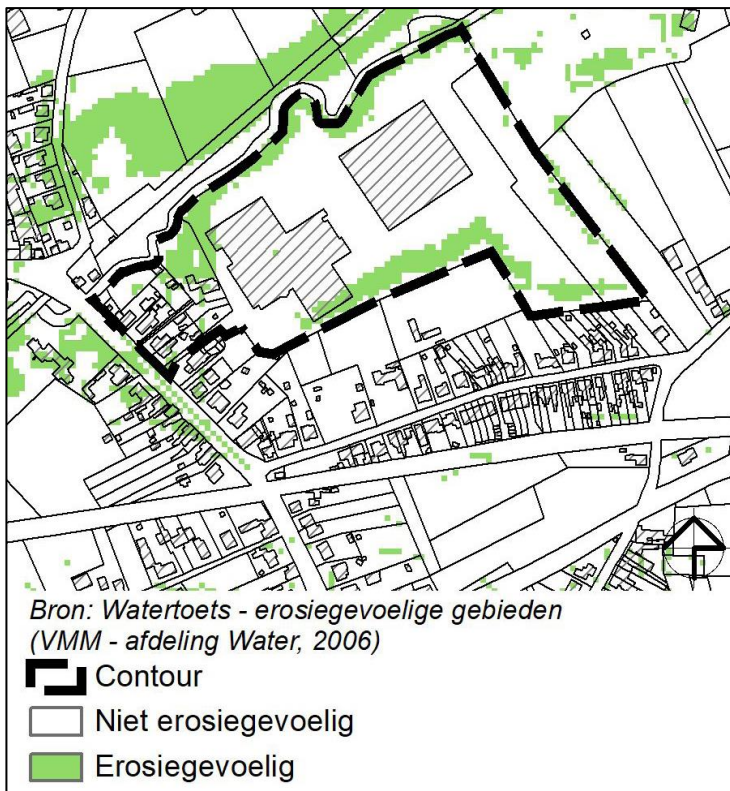 Bron: Watertoets - erosiegevoelige gebieden
(VMM - afdeling Water, 2006)
Contour
Niet erosiegevoelig
Erosiegevoelig